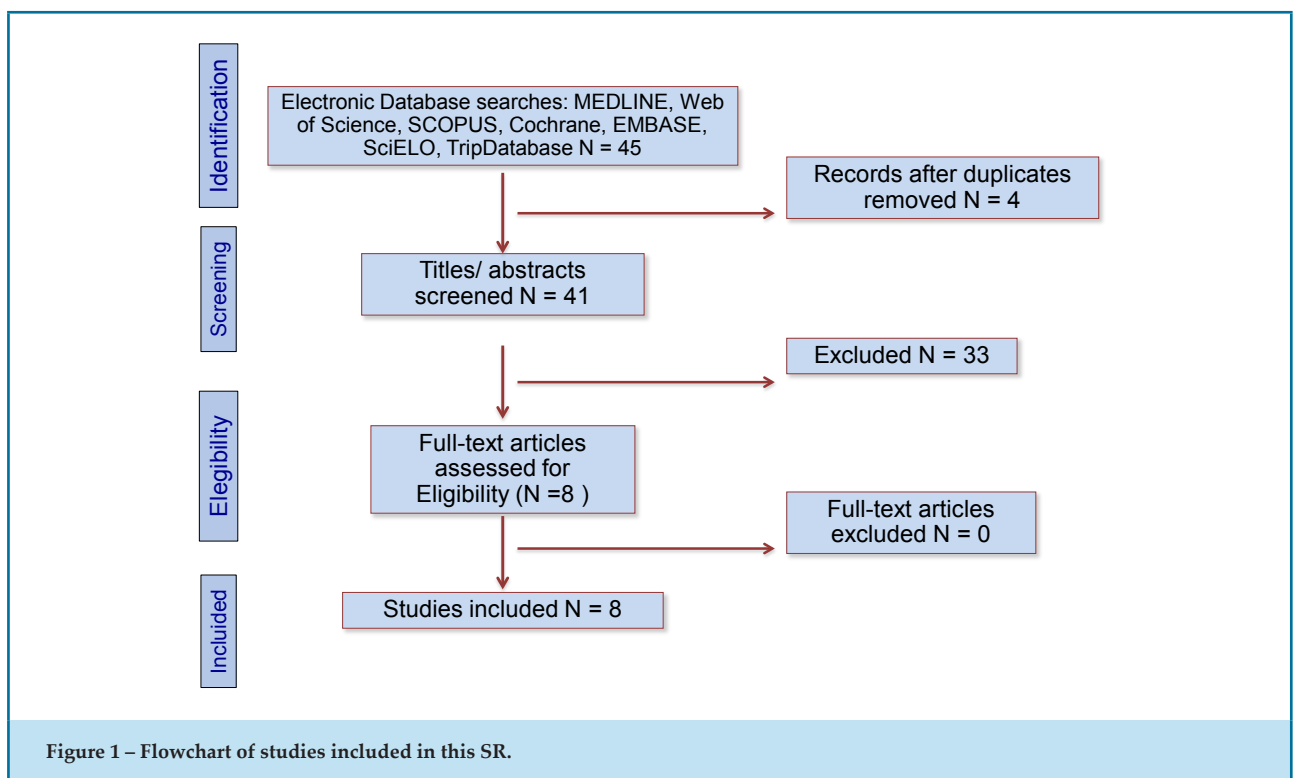 Identification
Electronic Database searches: MEDLINE, Web
of Science, SCOPUS, Cochrane, EMBASE,
SciELO, TripDatabase N = 45
Records after duplicates
removed N = 4
Screening
Titles/ abstracts
screened N = 41
Excluded N = 33
Elegibility
Full-text articles
assessed for
Eligibility (N =8 )
Full-text articles
excluded N = 0
Incluided
Studies included N = 8
Figure 1 – Flowchart of studies included in this SR.